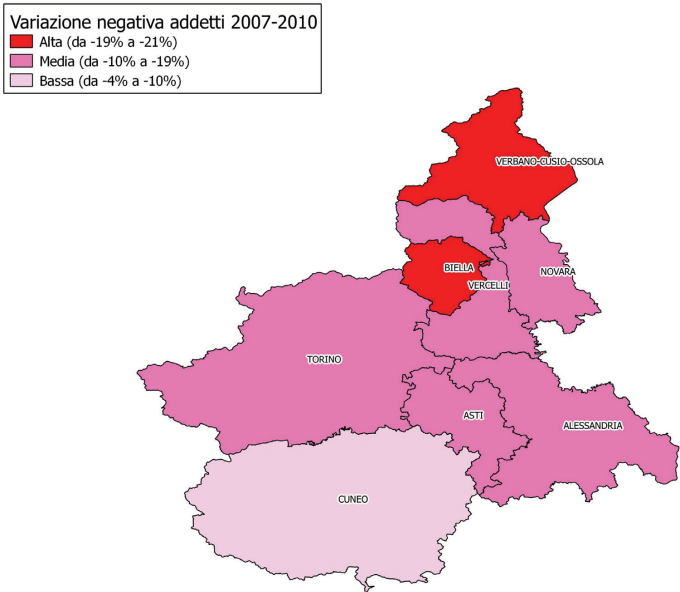 Variazione negativa addetti 2007-2010
Alta (da -19% a -21%)
Media (da -10% a -19%)
Bassa (da -4% a -10%)
VERBANO-CUSIO-OSSOLA
BIELLA
NOVARA
VERCELLI
TORINO
ASTI
ALESSANDRIA
CUNEO